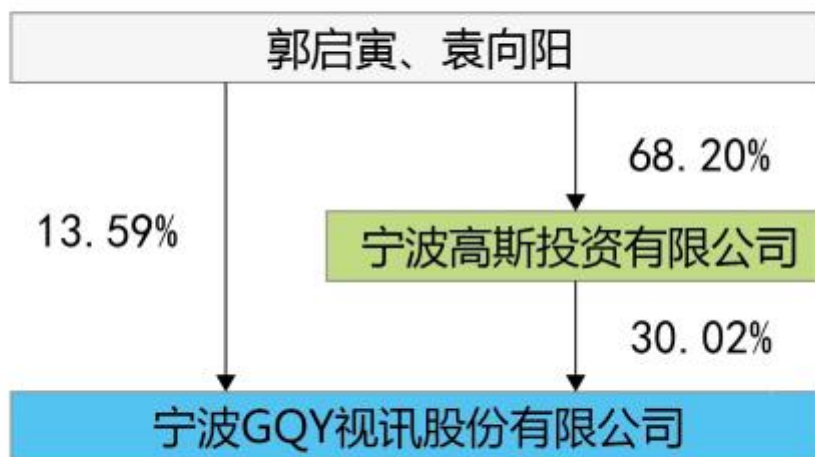 郭启寅、袁向阳
68.20%
13.59%
宁波高斯投资有限公司
30.02%
宁波GQY视讯股份有限公司